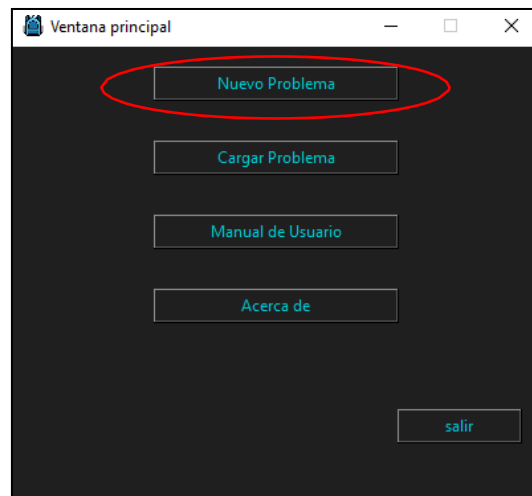 Ventana principal
Nuevo Problema
Cargar Problema
Manual de Usuario
Acerca de
salir